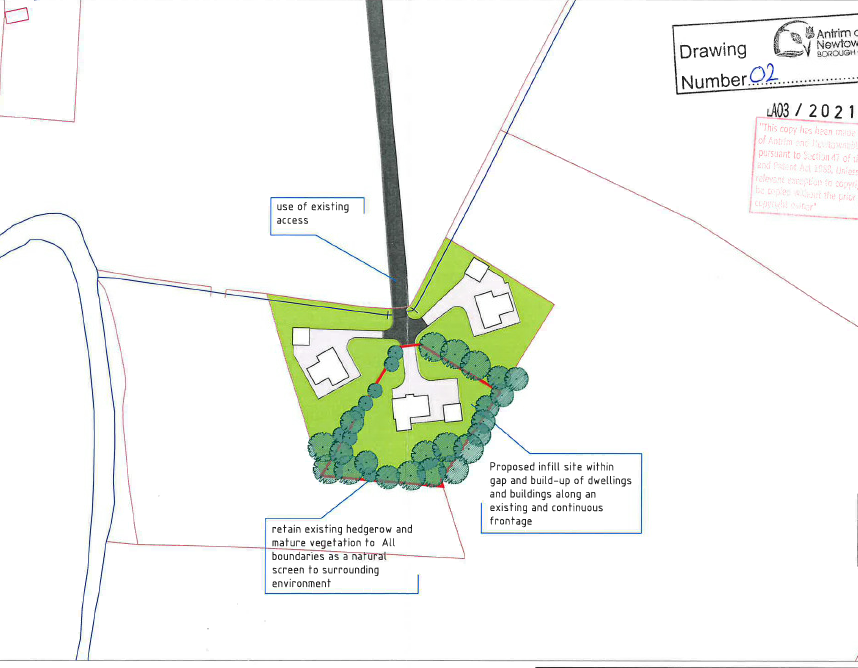 Drawing
Number 02
Antrim
Newtow
BOROUGH
LA03 / 2021
"This copy has been made
of Antrim and
pursuant to Section 47 of
and Patent Act 1988. Unless
relevant exception to copyri
be copied without the prior
copyright
use of existing
access
Proposed infill site within
gap and build-up of dwellings
and buildings along an
existing and continuous
frontage
retain existing hedgerow and
mature vegetation to All
boundaries as a natural
screen to surrounding
environment